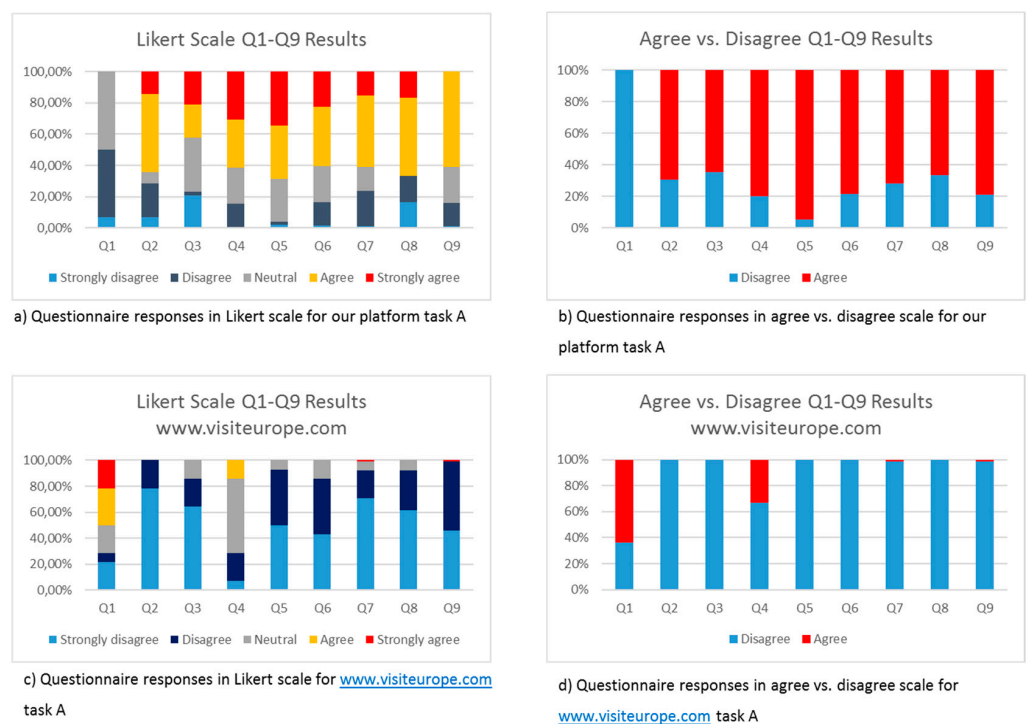 Likert Scale Q1-Q9 Results
100,00%
80,00%
60,00%
40,00%
20,00%
0,00%
Q1 Q2 Q3 Q4 Q5 Q6 Q7 Q8 Q9
Strongly disagree Disagree Neutral Agree Strongly agree
a) Questionnaire responses in Likert scale for our platform task A
Agree vs. Disagree Q1-Q9 Results
100%
80%
60%
40%
20%
0%
Q1 Q2 Q3 Q4 Q5 Q6 Q7 Q8 Q9
Disagree Agree
b) Questionnaire responses in agree vs. disagree scale for our
platform task A
Likert Scale Q1-Q9 Results
www.visiteurope.com
100,00%
80,00%
60,00%
40,00%
20,00%
0,00%
Q1 Q2 Q3 Q4 Q5 Q6 Q7 Q8 Q9
Strongly disagree Disagree Neutral Agree Strongly agree
c) Questionnaire responses in Likert scale for www.visiteurope.com
task A
Agree vs. Disagree Q1-Q9 Results
www.visiteurope.com
100%
80%
60%
40%
20%
0%
Q1 Q2 Q3 Q4 Q5 Q6 Q7 Q8 Q9
Disagree Agree
d) Questionnaire responses in agree vs. disagree scale for
www.visiteurope.com task A